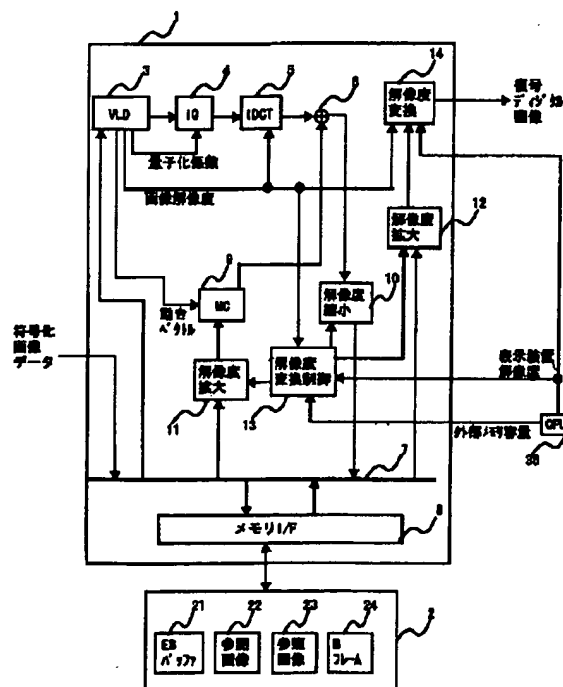 1
3
4
5
14
VLD
IQ
IDCT
6
解像度
変換
復号
ディジタル
画像
量子化係数
画像解像度
12
解像度
拡大
9
MC
動き
ベクトル
10
解像度
縮小
符号化
画像
データ
解像度
拡大
11
解像度
変換制御
13
表示装置
解像度
外部メモリ容量
CPU
30
7
メモリI/F
8
21
22
23
24
2
EB
バッファ
参照
画像
参照
画像
B
フレーム